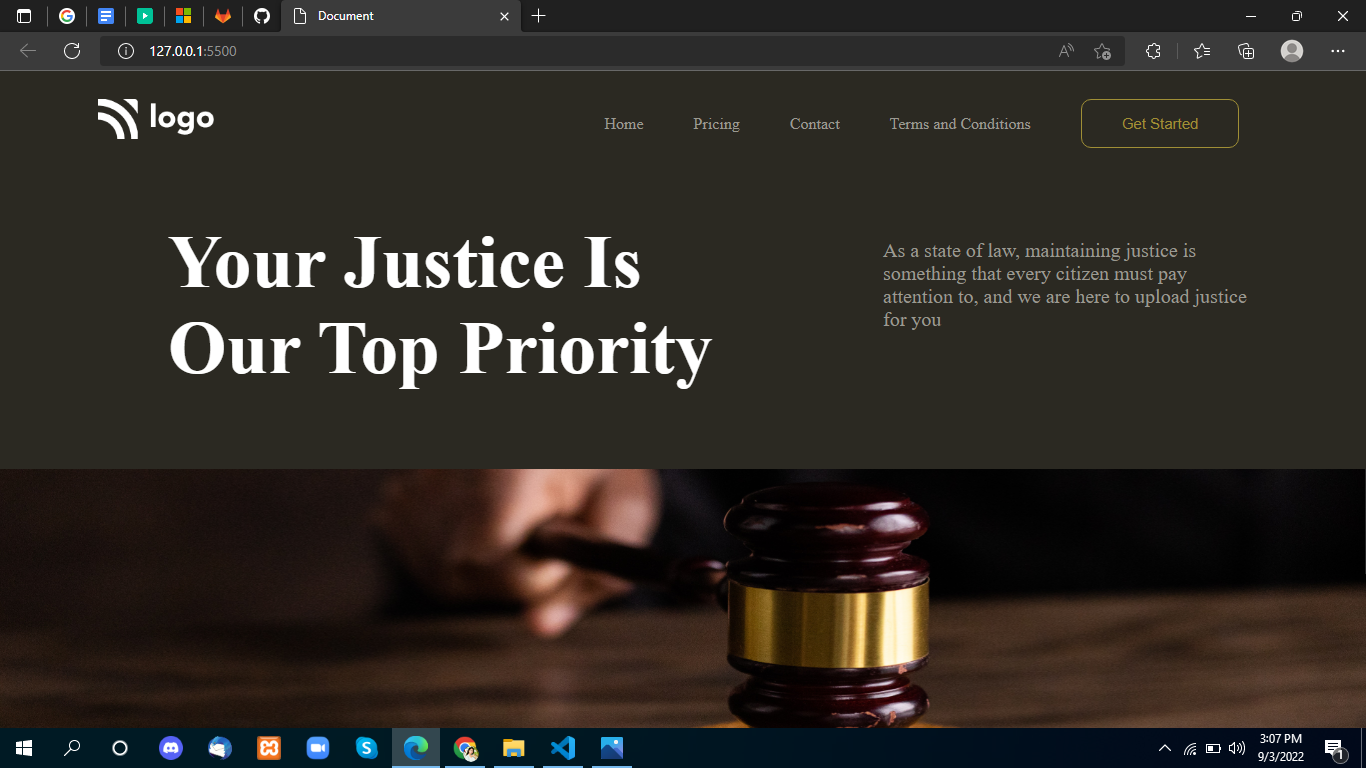 Document
127.0.0.1:5500
logo
Home Pricing Contact Terms and Conditions Get Started
Your Justice Is
Our Top Priority
As a state of law, maintaining justice is
something that every citizen must pay
attention to, and we are here to upload justice
for you
3:07 PM
9/3/2022
1